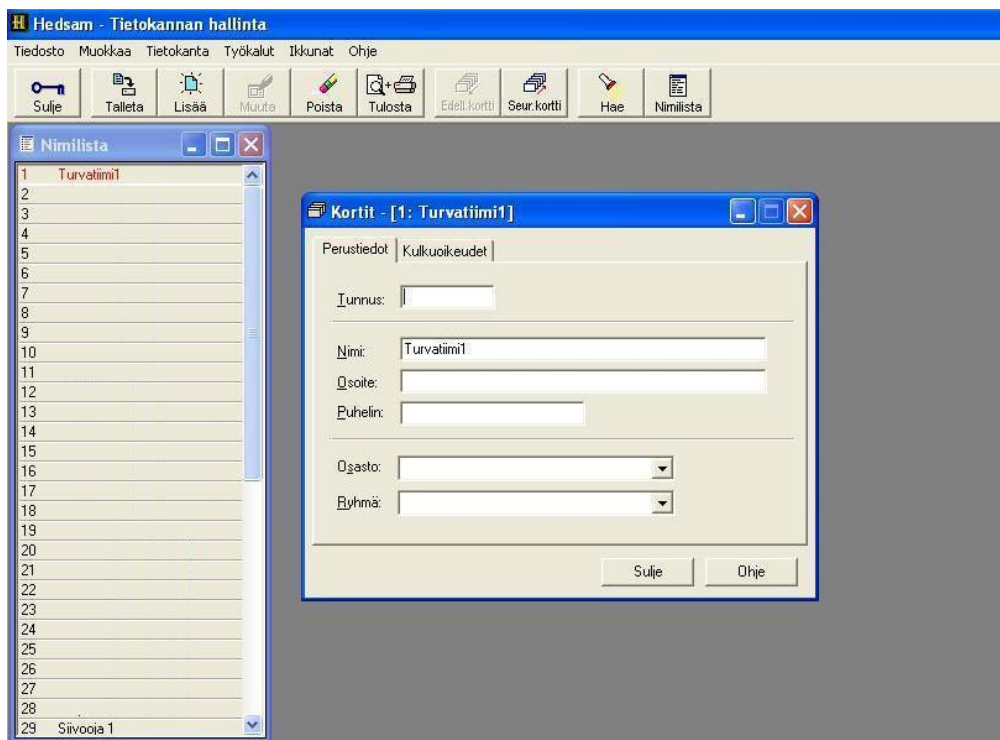 Hedsam - Tietokannan hallinta
Tiedosto Muokkaa Tietokanta Työkalut Ikkunat Ohje
Sulje Talleta Lisää Muuta Poista Tulosta Edell.kortti Seur.kortti Hae Nimilista
Nimilista
1 Turvatiimi1
2
3
4
5
6
7
8
9
10
11
12
13
14
15
16
17
18
19
20
21
22
23
24
25
26
27
28
29 Siivooja 1
Kortit - [1: Turvatiimi1]
Perustiedot Kulkuoikeudet
Tunnus:
Nimi: Turvatiimi1
Osoite:
Puhelin:
Osasto:
Ryhmä:
Sulje Ohje